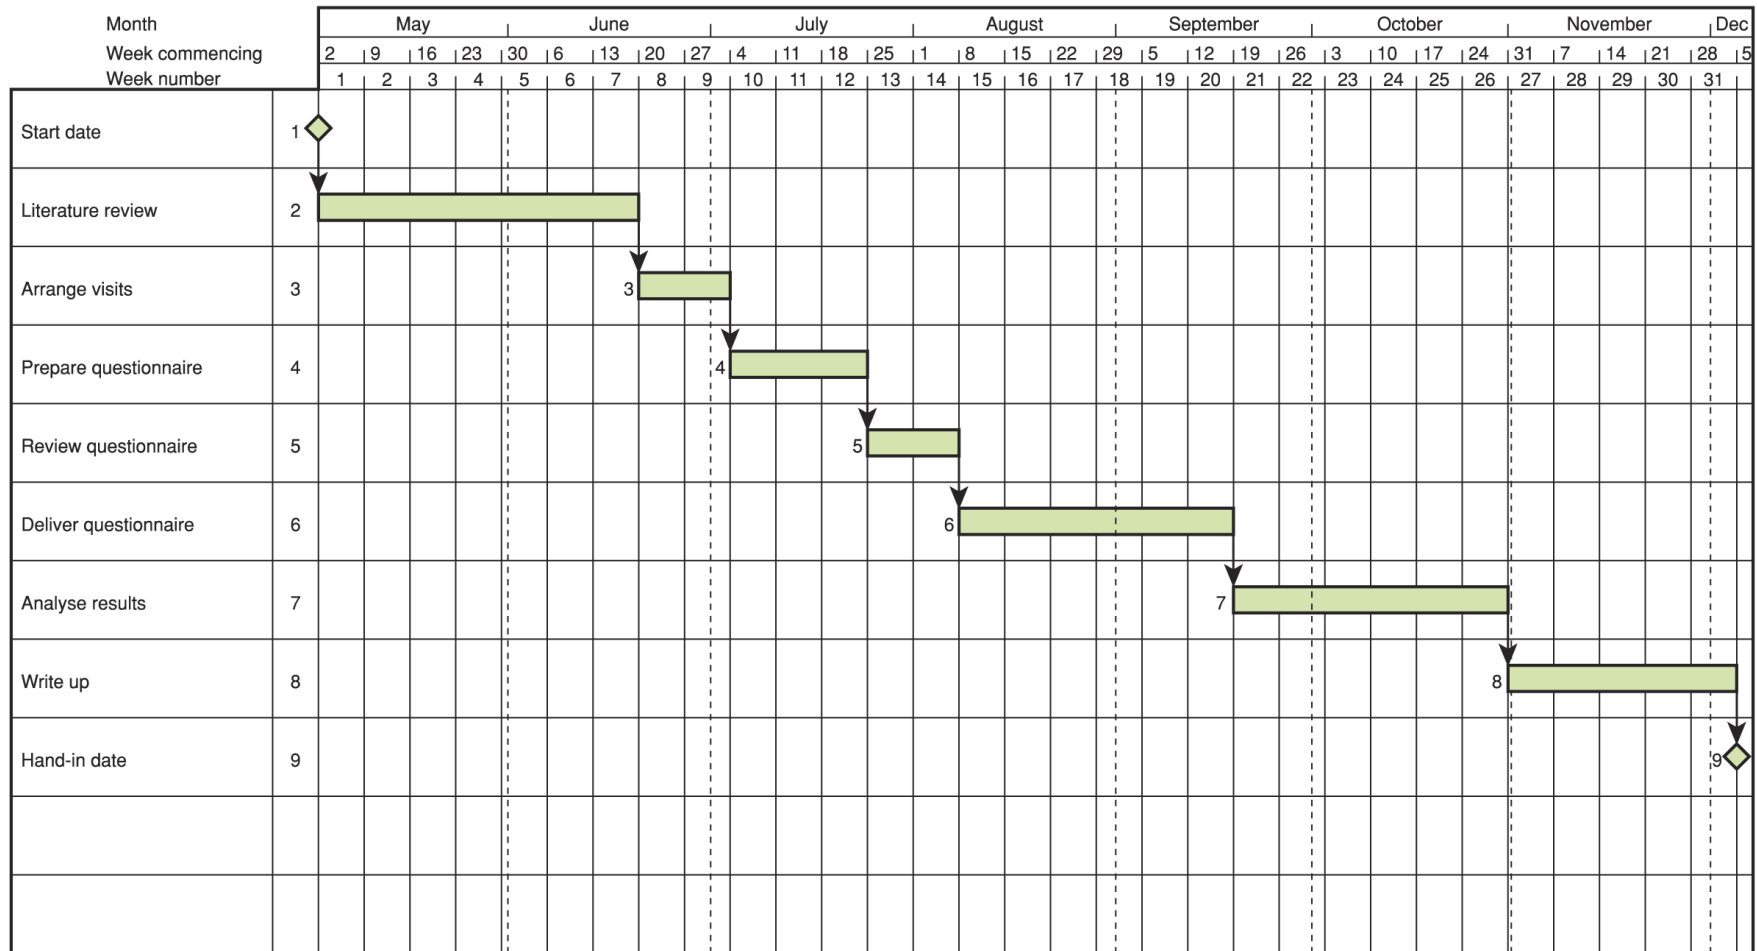 Month May June July August September October November Dec
Week commencing 2 9 16 23 30 6 13 20 27 4 11 18 25 1 8 15 22 29 5 12 19 26 3 10 17 24 31 7 14 21 28 5
Week number 1 2 3 4 5 6 7 8 9 10 11 12 13 14 15 16 17 18 19 20 21 22 23 24 25 26 27 28 29 30 31
Start date 1
Literature review 2
Arrange visits 3 3
Prepare questionnaire 4 4
Review questionnaire 5 5
Deliver questionnaire 6 6
Analyse results 7 7
Write up 8 8
Hand-in date 9 9